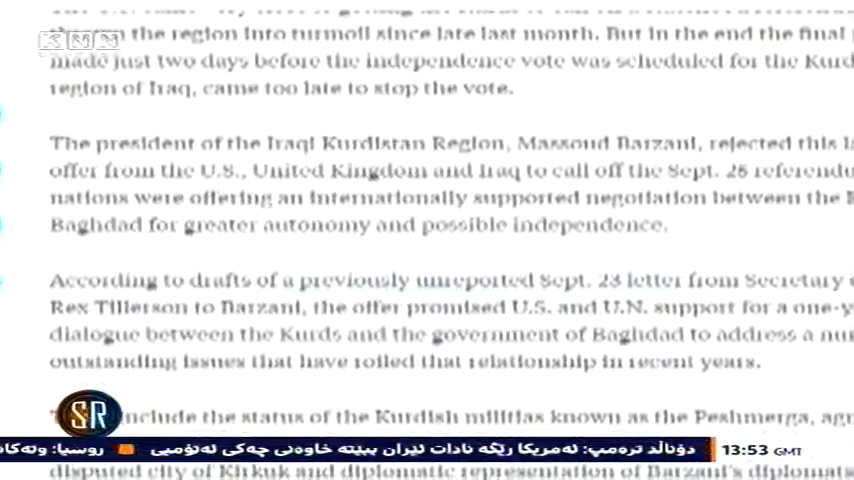 KNN
the region into turmoil since late last month. But in the end the final
made just two days before the independence vote was scheduled for the Kurd
region of Iraq, came too late to stop the vote.
The president of the Iraqi Kurdistan Region, Massoud Barzani, rejected this
offer from the U.S., United Kingdom and Iraq to call off the Sept. 25 referendu
nations were offering an internationally supported negotiation between the
Baghdad for greater autonomy and possible independence.
According to drafts of a previously unreported Sept. 23 letter from Secretary
Rex Tillerson to Barzani, the offer promised U.S. and U.N. support for a one-y
dialogue between the Kurds and the government of Baghdad to address a nu
outstanding issues that have roiled that relationship in recent years.
include the status of the Kurdish militias known as the Peshmerga, agr
SR
دۆناڵد ترەمپ: ئەمریکا رێگە نادات ئێران ببێتە خاوەنی چەکی ئەتۆمیی روسیا: وتەکا
13:53 GMT
disputed city of Kirkuk and diplomatic representation of Barzani's diplomats